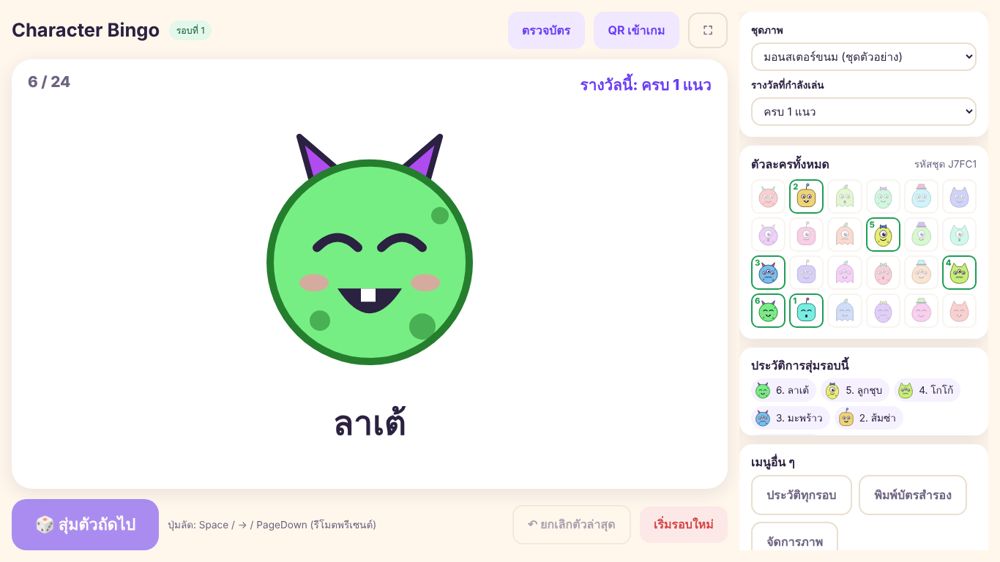 Character Bingo
รอบที่ 1
ตรวจบัตร
QR เข้าเกม
6 / 24
รางวัลนี้: ครบ 1 แนว
ลาเต้
🎲 สุ่มตัวถัดไป
ปุ่มลัด: Space / → / PageDown (รีโมตพรีเซนต์)
↶ ยกเลิกตัวล่าสุด
เริ่มรอบใหม่
ชุดภาพ
มอนสเตอร์ขนม (ชุดตัวอย่าง)
รางวัลที่กำลังเล่น
ครบ 1 แนว
ตัวละครทั้งหมด
รหัสชุด J7FC1
2
5
3
4
6
1
ประวัติการสุ่มรอบนี้
6. ลาเต้
5. ลูกชุบ
4. โกโก้
3. มะพร้าว
2. ส้มซ่า
เมนูอื่น ๆ
ประวัติทุกรอบ
พิมพ์บัตรสำรอง
จัดการภาพ